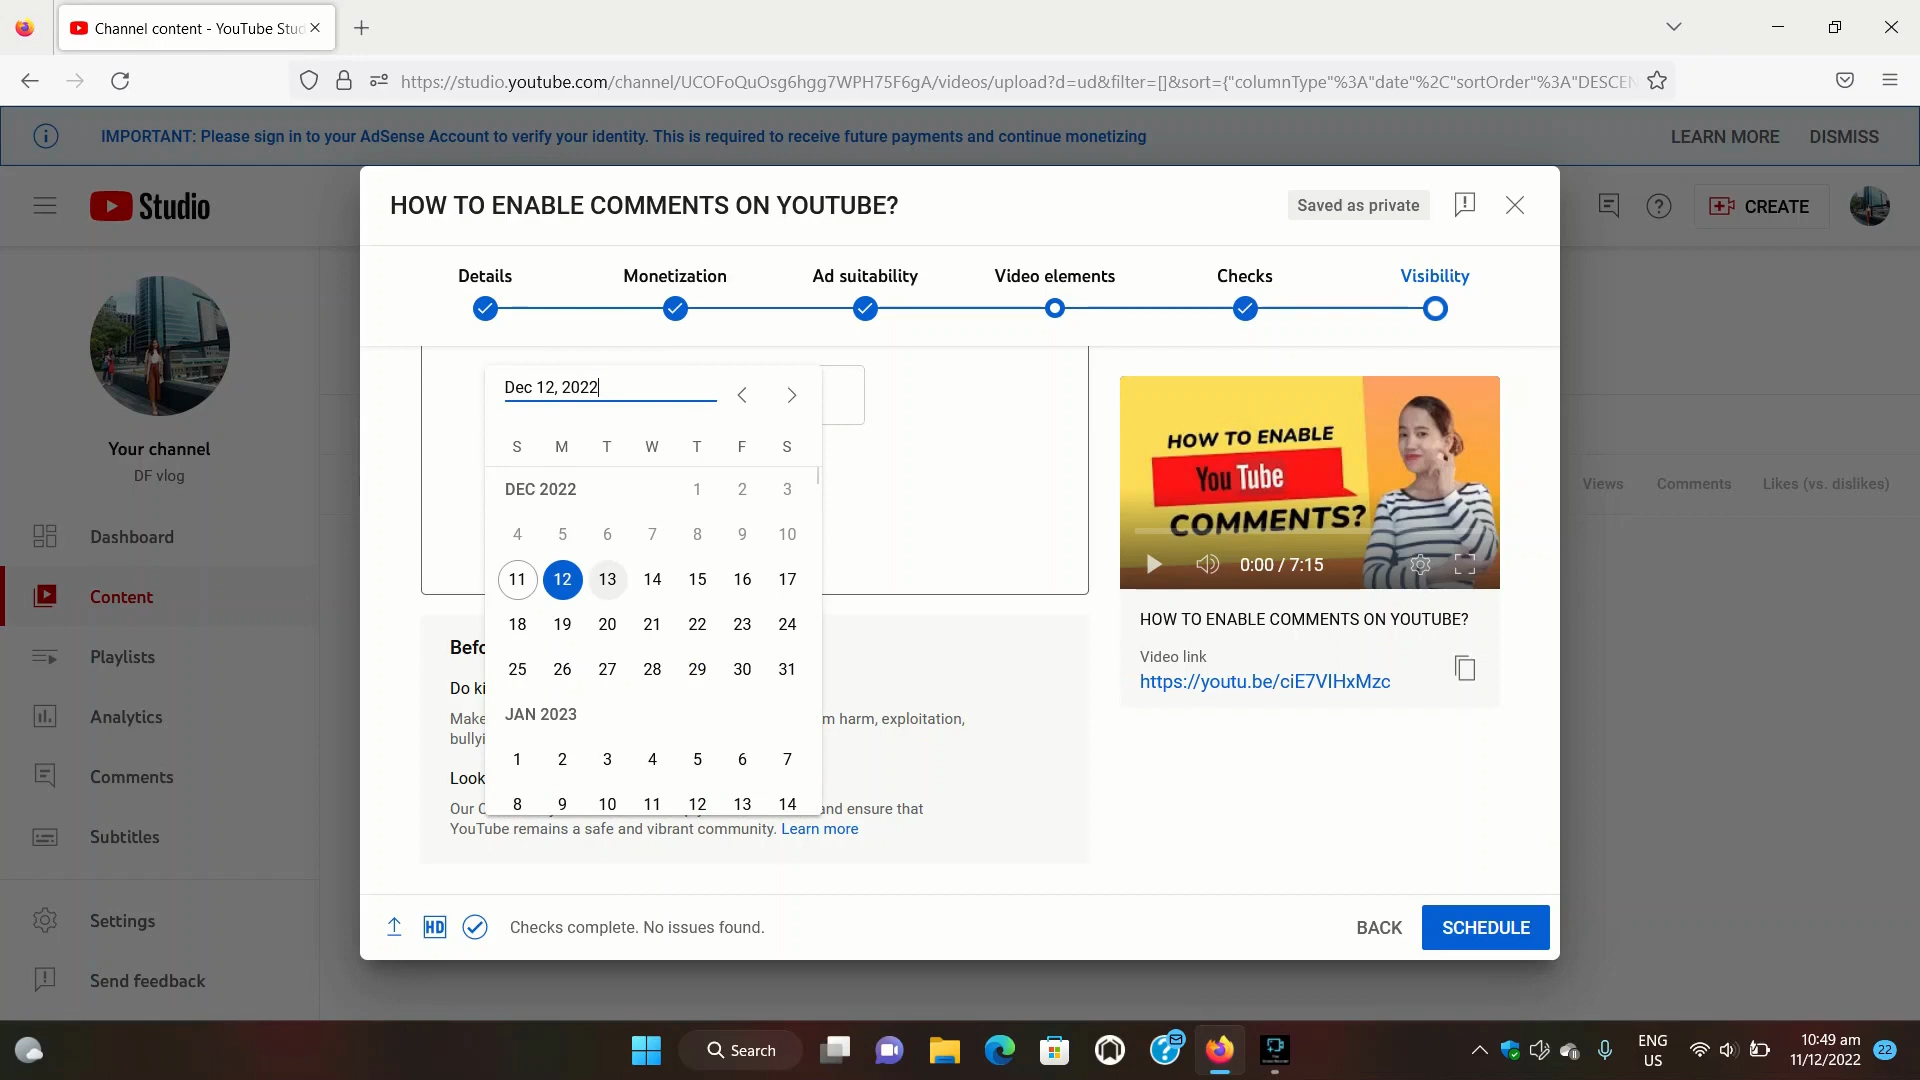 Channel content - YouTube Stud
https://studio.youtube.com/channel/UCOFoQuOsg6hgg7WPH75F6gA/videos/upload?d=ud&filter=[]&sort={"columnType"%3A"date"%2C"sortOrder"%3A"DESCEN
IMPORTANT: Please sign in to your AdSense Account to verify your identity. This is required to receive future payments and continue monetizing
LEARN MORE
DISMISS
Studio
HOW TO ENABLE COMMENTS ON YOUTUBE?
Saved as private
CREATE
Details
Monetization
Ad suitability
Video elements
Checks
Visibility
Your channel
DF vlog
Dashboard
Content
Playlists
Analytics
Comments
Subtitles
Settings
Send feedback
Dec 12, 2022
S M T W T F S
DEC 2022 1 2 3
4 5 6 7 8 9 10
11 12 13 14 15 16 17
18 19 20 21 22 23 24
25 26 27 28 29 30 31
JAN 2023
1 2 3 4 5 6 7
8 9 10 11 12 13 14
Befo
Do ki
Make
m harm, exploitation,
bullyi
Look
Our C
and ensure that
YouTube remains a safe and vibrant community. Learn more
HOW TO ENABLE
You Tube
COMMENTS?
0:00 / 7:15
HOW TO ENABLE COMMENTS ON YOUTUBE?
Video link
https://youtu.be/ciE7VIHxMzc
Views
Comments
Likes (vs. dislikes)
HD
Checks complete. No issues found.
BACK
SCHEDULE
Search
ENG
US
10:49 am
11/12/2022
22